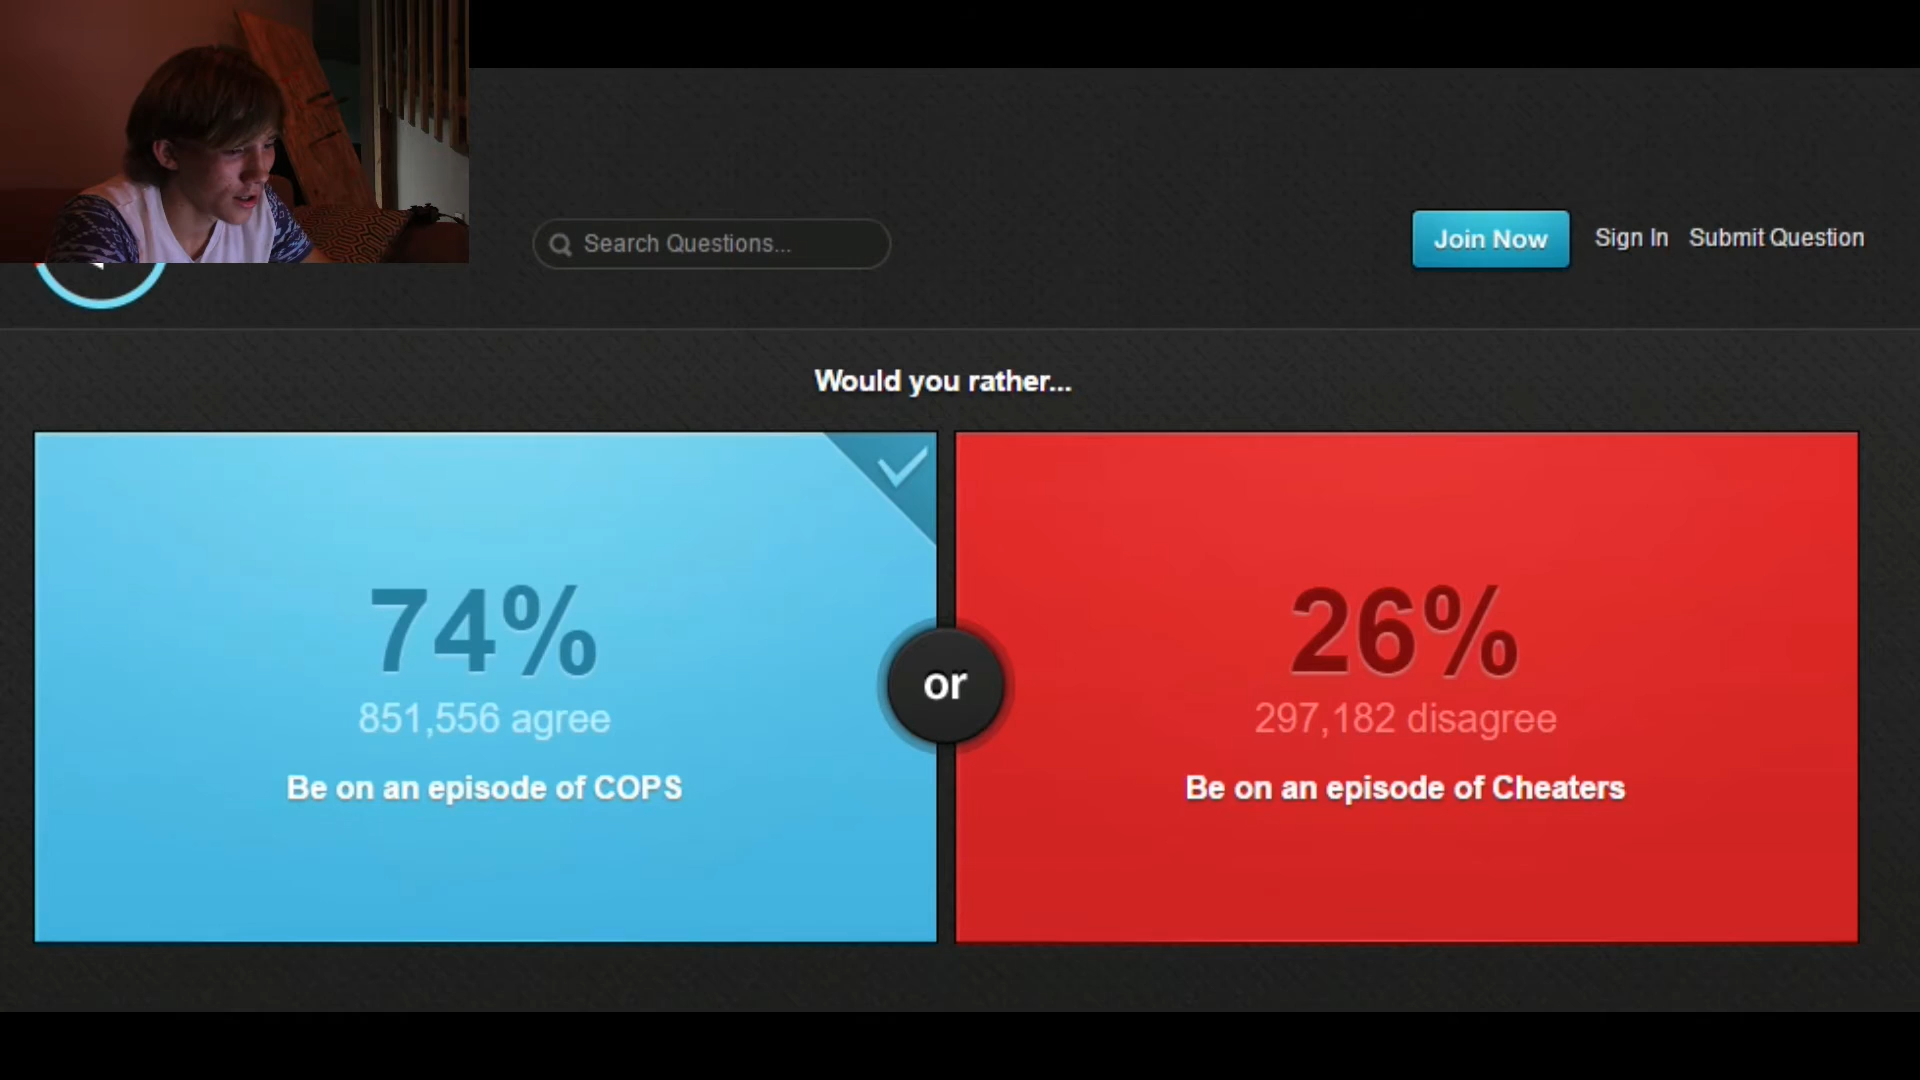 Search Questions...
Join Now
Sign In
Submit Question
Would you rather...
74%
851,556 agree
Be on an episode of COPS
or
26%
297,182 disagree
Be on an episode of Cheaters